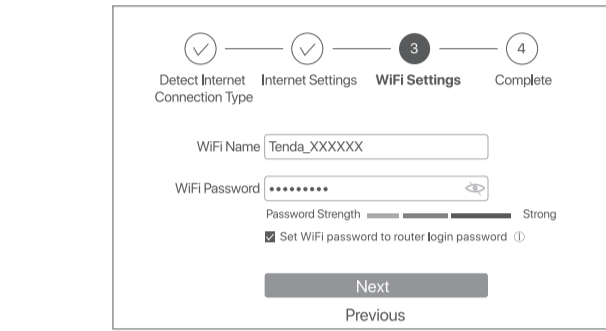 3
4
Detect Internet Connection Type
Internet Settings
WiFi Settings
Complete
WiFi Name Tenda_XXXXXX
WiFi Password •••••••••
Password Strength Strong
Set WiFi password to router login password
Next
Previous